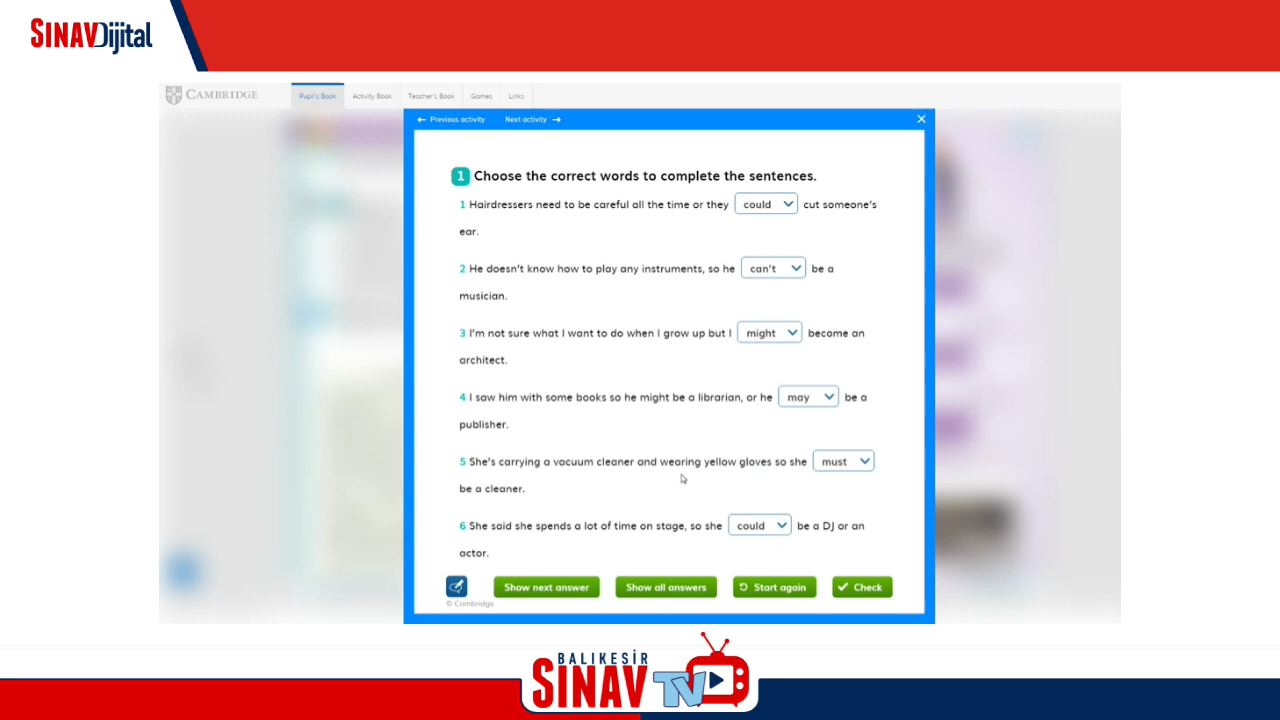 SINAVDijital
CAMBRIDGE
Pupil's Book Activity Book Teacher's Book Games Links
← Previous activity Next activity →
1 Choose the correct words to complete the sentences.
1 Hairdressers need to be careful all the time or they could cut someone's
ear.
2 He doesn't know how to play any instruments, so he can't be a
musician.
3 I'm not sure what I want to do when I grow up but I might become an
architect.
4 I saw him with some books so he might be a librarian, or he may be a
publisher.
5 She's carrying a vacuum cleaner and wearing yellow gloves so she must
be a cleaner.
6 She said she spends a lot of time on stage, so she could be a DJ or an
actor.
Show next answer Show all answers Start again Check
© Cambridge
BALIKESİR
SINAV TV